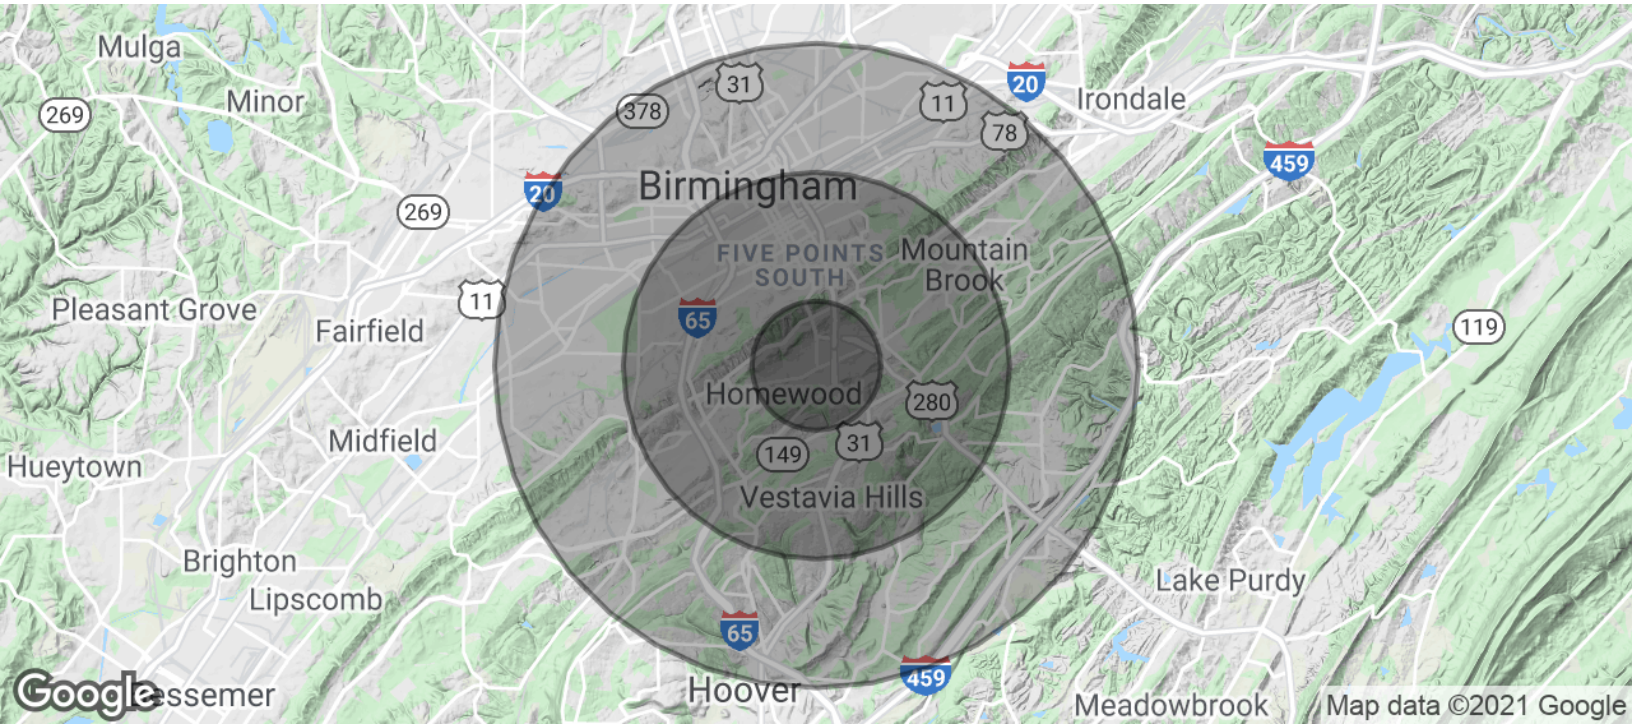 Mulga
Minor
269
31
378
11
20
78
Irondale
459
20
269
Birmingham
FIVE POINTS
SOUTH
Mountain
Brook
Pleasant Grove
11
65
Fairfield
119
Homewood
280
Midfield
149
31
Hueytown
Vestavia Hills
Brighton
Lipscomb
Lake Purdy
65
459
Google
Bessemer
Hoover
Meadowbrook
Map data ©2021 Google